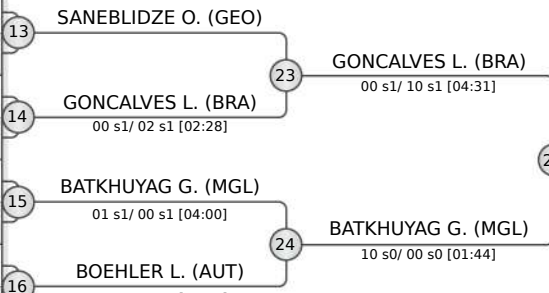 SANEBLIDZE O. (GEO)
13
23
GONCALVES L. (BRA)
00 s1/ 10 s1 [04:31]
GONCALVES L. (BRA)
14
00 s1/ 02 s1 [02:28]
BATKHUYAG G. (MGL)
15
01 s1/ 00 s1 [04:00]
24
BATKHUYAG G. (MGL)
10 s0/ 00 s0 [01:44]
BOEHLER L. (AUT)
16